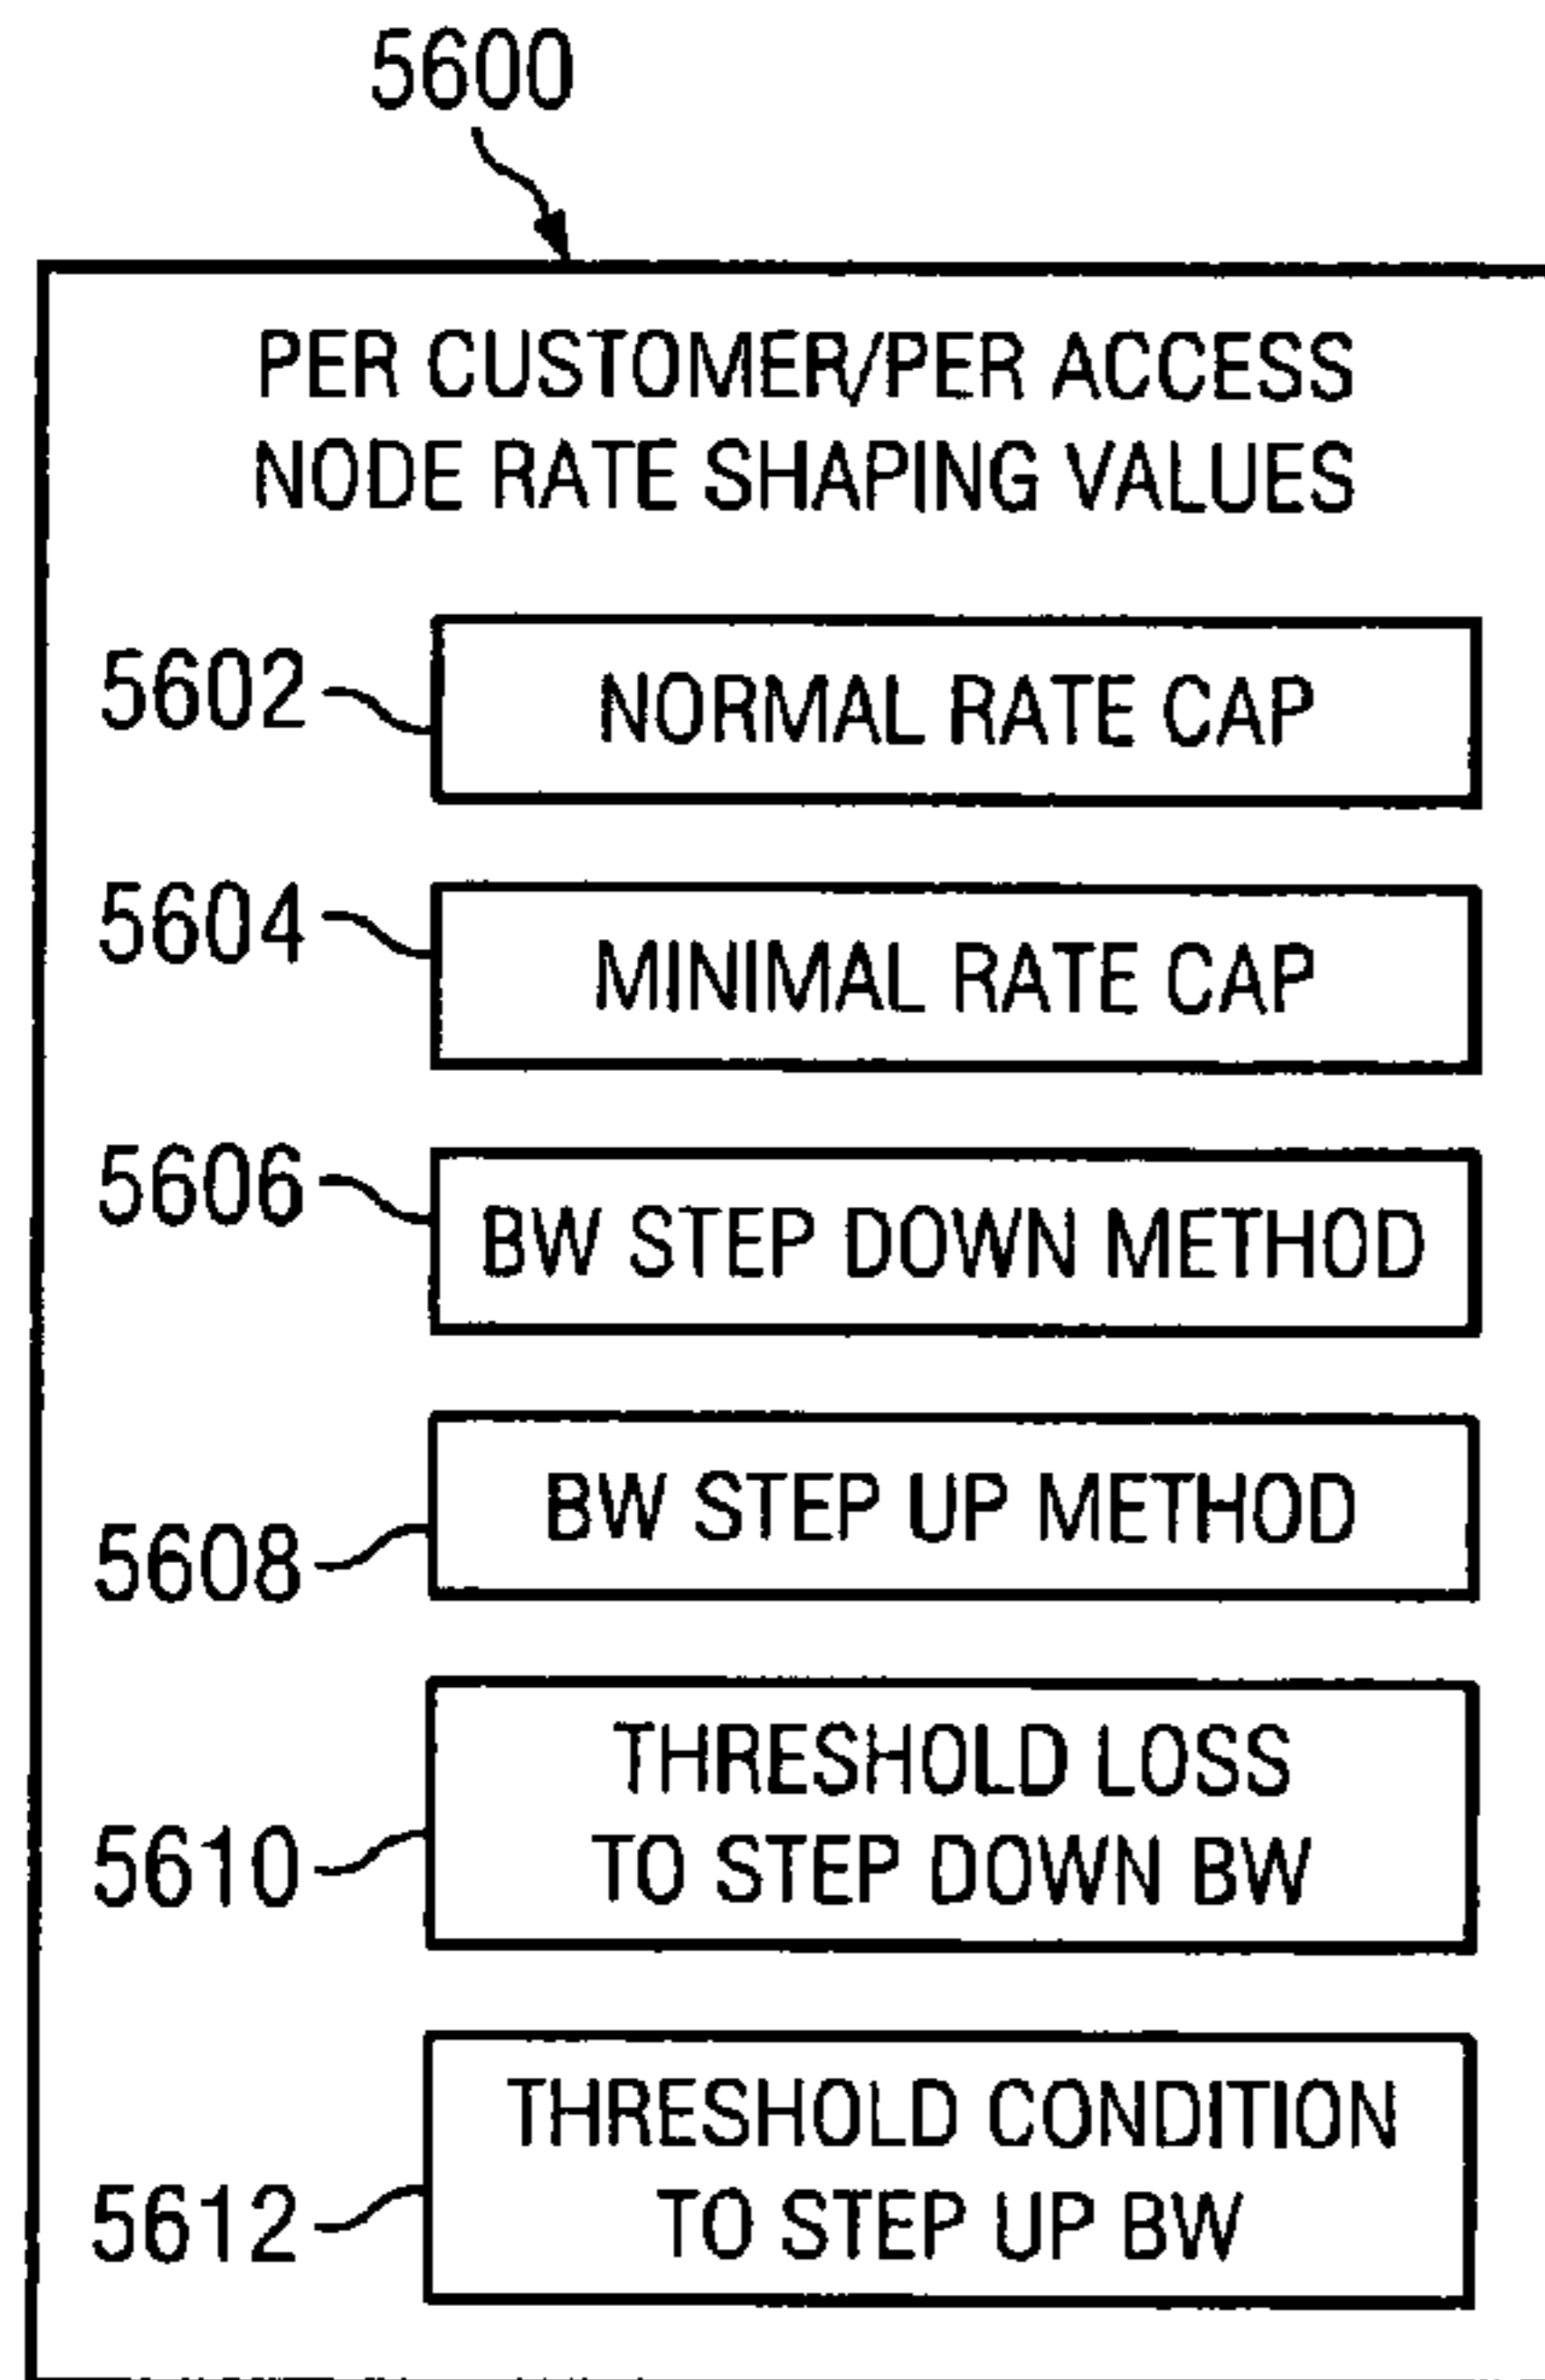 5600
PER CUSTOMER/PER ACCESS
NODE RATE SHAPING VALUES
5602
NORMAL RATE CAP
5604
MINIMAL RATE CAP
5606
BW STEP DOWN METHOD
5608
BW STEP UP METHOD
5610
THRESHOLD LOSS
TO STEP DOWN BW
5612
THRESHOLD CONDITION
TO STEP UP BW